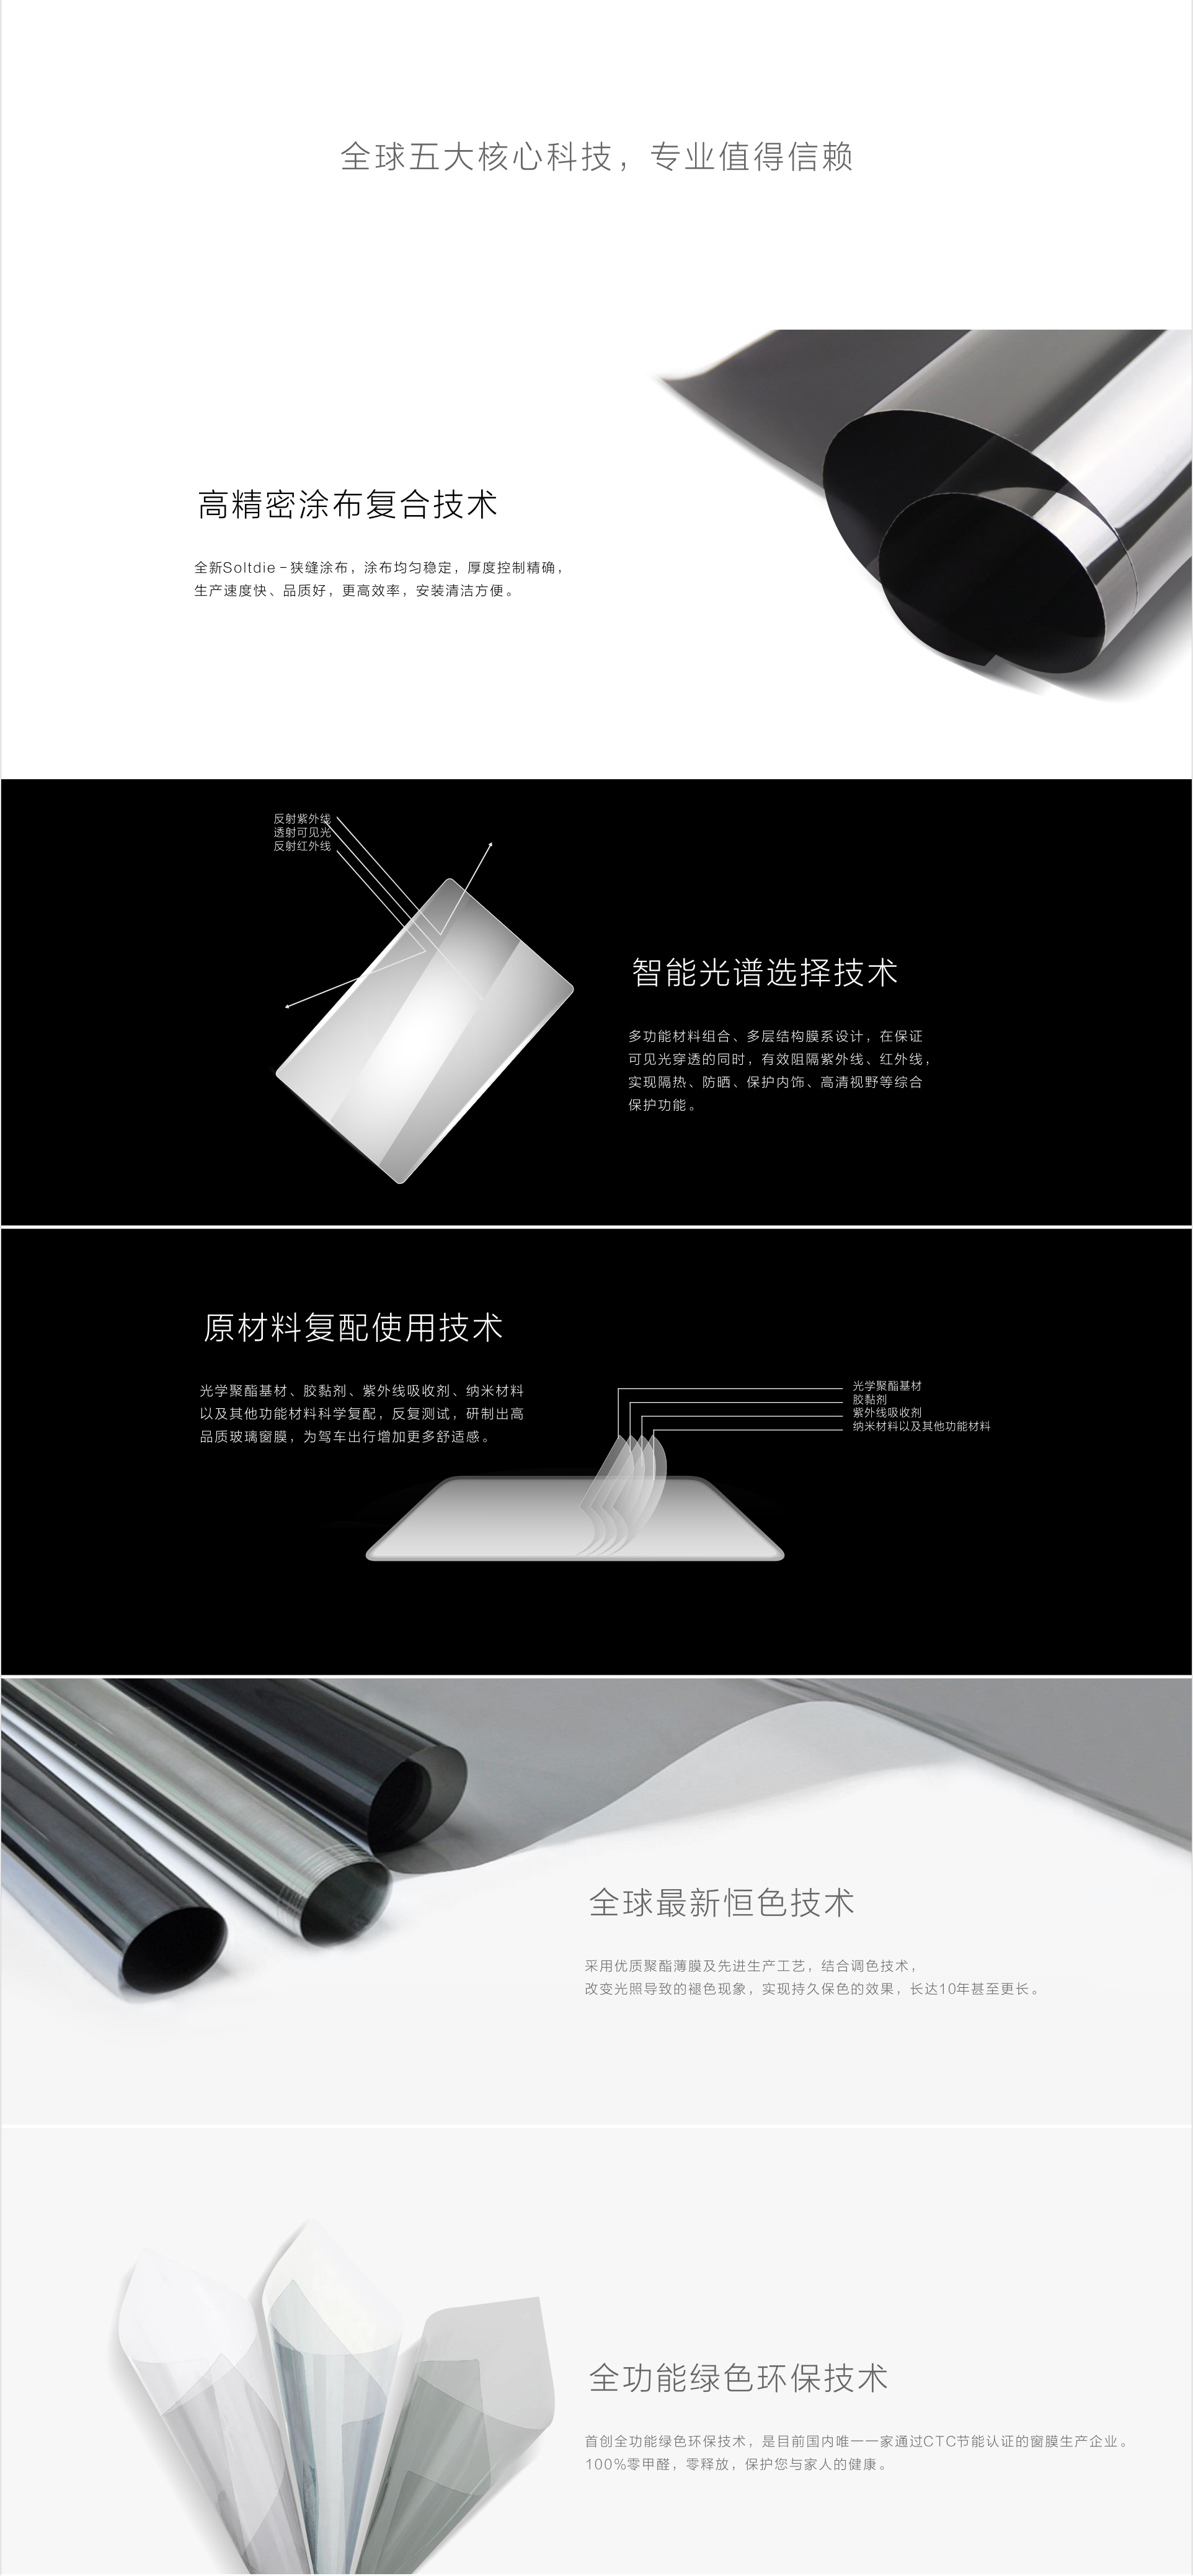 全球五大核心科技，专业值得信赖
高精密涂布复合技术
全新Soltdie-狭缝涂布，涂布均匀稳定，厚度控制精确，
生产速度快、品质好，更高效率，安装清洁方便。
反射紫外线
透射可见光
反射红外线
智能光谱选择技术
多功能材料组合、多层结构膜系设计，在保证
可见光穿透的同时，有效阻隔紫外线、红外线，
实现隔热、防晒、保护内饰、高清视野等综合
保护功能。
原材料复配使用技术
光学聚酯基材、胶黏剂、紫外线吸收剂、纳米材料
以及其他功能材料科学复配，反复测试，研制出高
品质玻璃窗膜，为驾车出行增加更多舒适感。
光学聚酯基材
胶黏剂
紫外线吸收剂
纳米材料以及其他功能材料
全球最新恒色技术
采用优质聚酯薄膜及先进生产工艺，结合调色技术，
改变光照导致的褪色现象，实现持久保色的效果，长达10年甚至更长。
全功能绿色环保技术
首创全功能绿色环保技术，是目前国内唯一一家通过CTC节能认证的窗膜生产企业。
100%零甲醛，零释放，保护您与家人的健康。